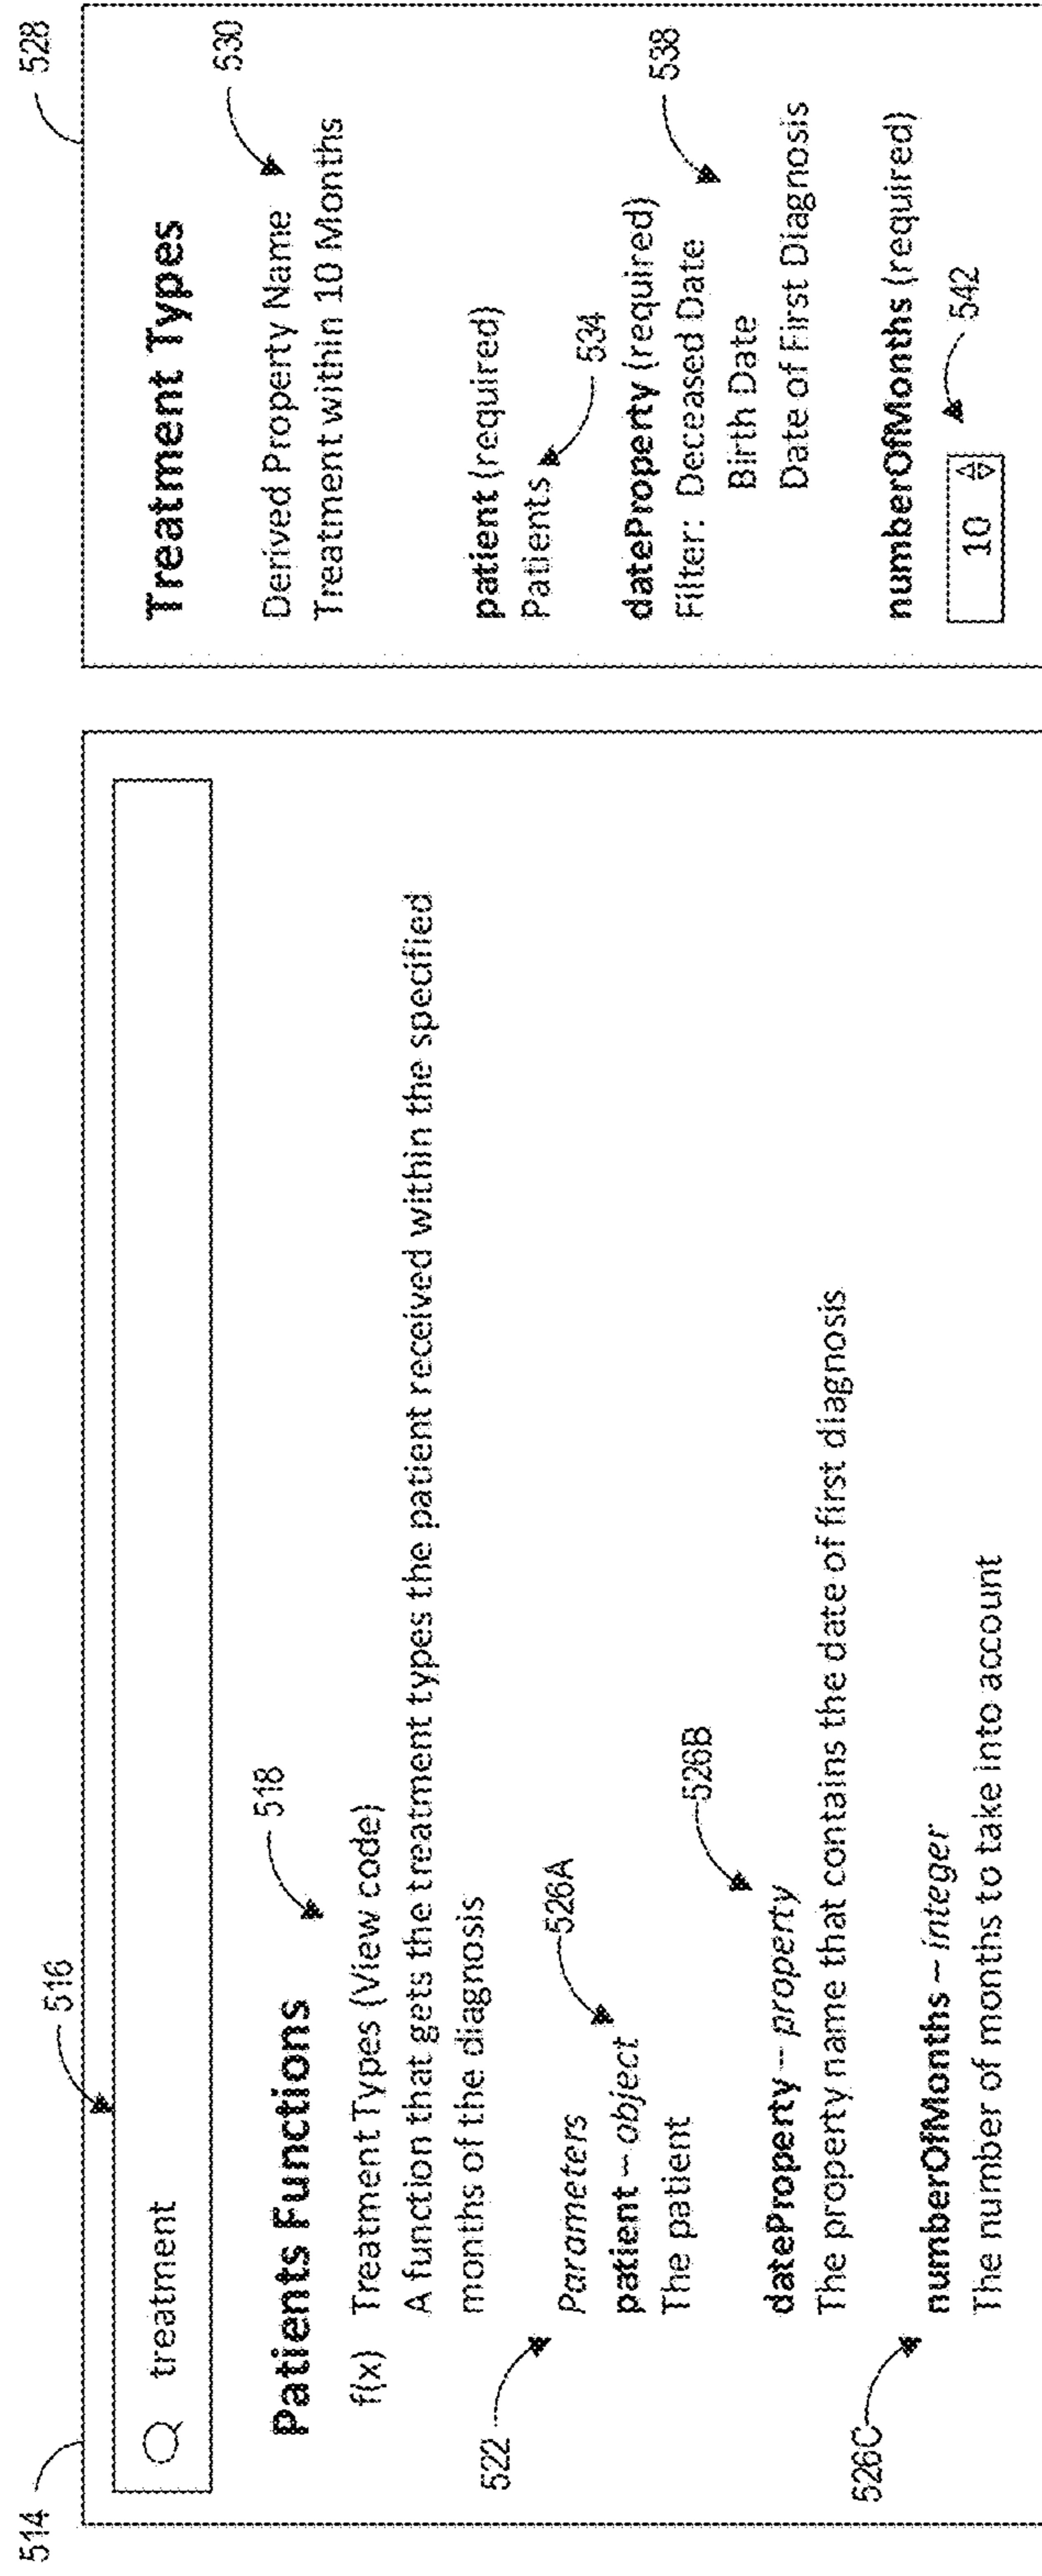 514
516
treatment
Patients Functions
518
f(x) Treatment Types (View code)
A function that gets the treatment types the patient received within the specified
months of the diagnosis
522
Parameters
526A
patient -- object
The patient
526B
dateProperty -- property
The property name that contains the date of first diagnosis
526C
numberOfMonths -- integer
The number of months to take into account
528
Treatment Types
530
Derived Property Name
Treatment within 10 Months
patient (required)
Patients
534
dateProperty (required)
538
Filter: Deceased Date
Birth Date
Date of First Diagnosis
numberOfMonths (required)
542
10